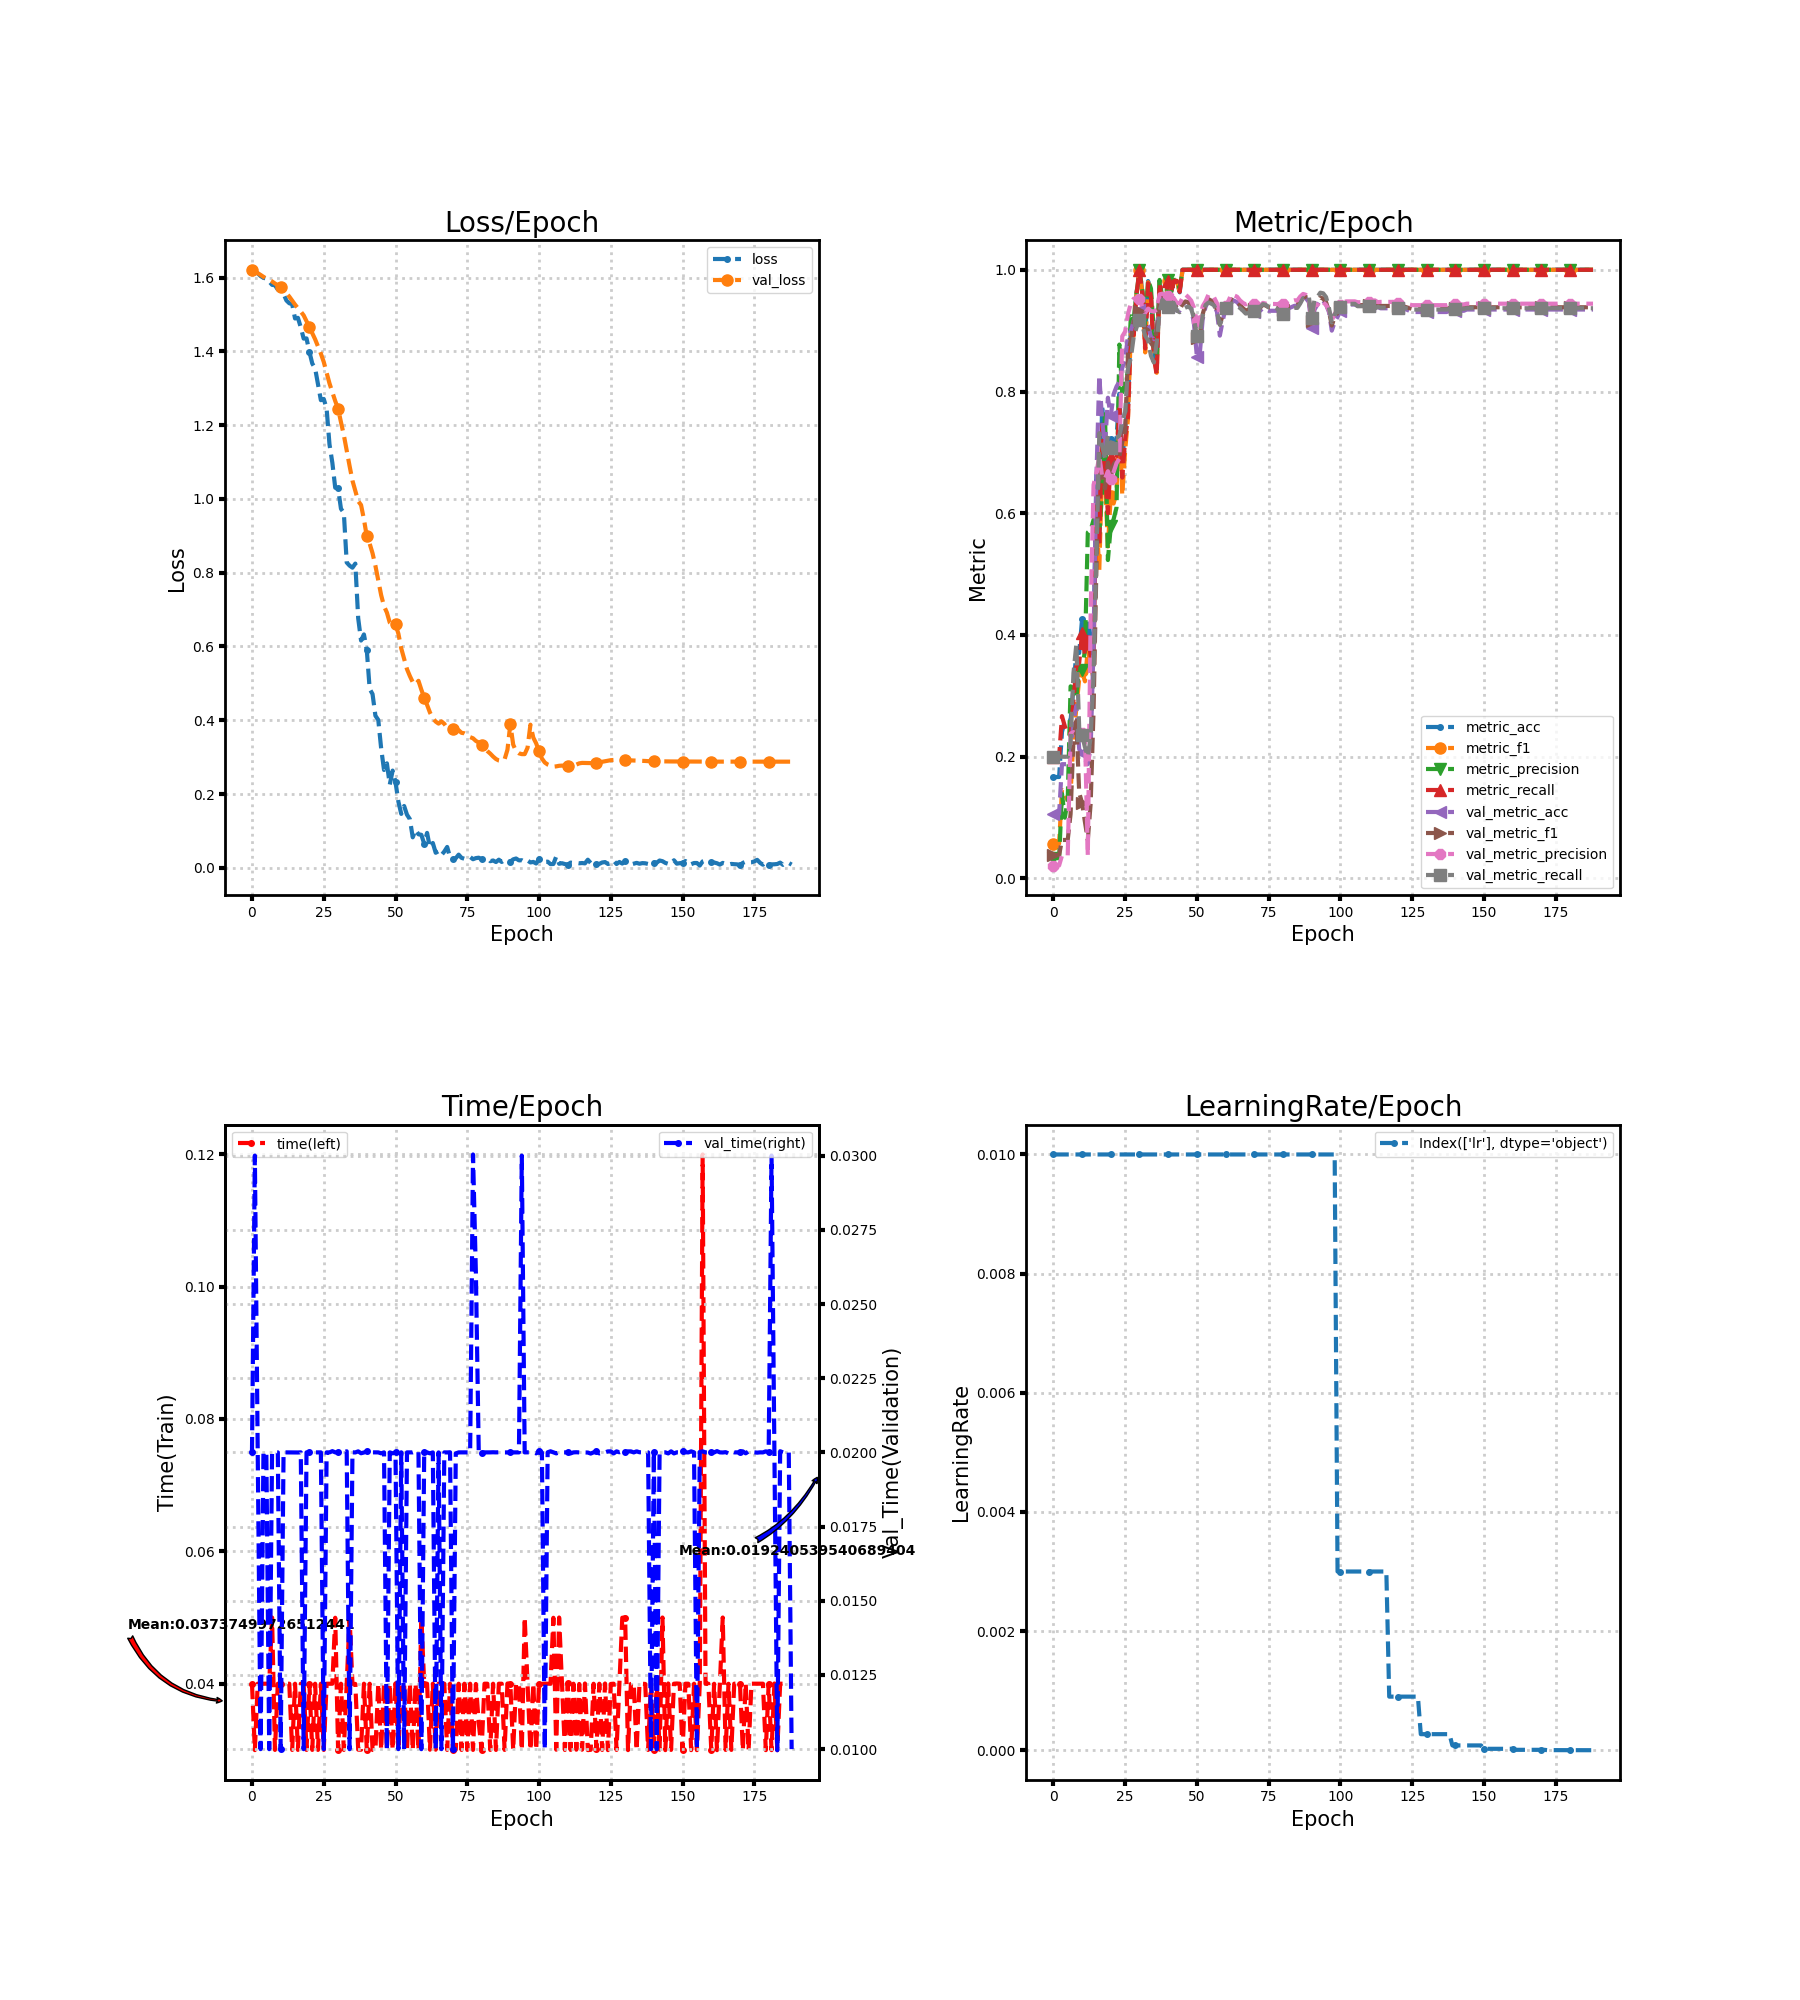 Loss/Epoch
1.6
1.4
1.2
1.0
0.8
0.6
0.4
0.2
0.0
Loss
loss
val_loss
0 25 50 75 100 125 150 175
Epoch
Metric/Epoch
1.0
0.8
0.6
0.4
0.2
0.0
Metric
metric_acc
metric_f1
metric_precision
metric_recall
val_metric_acc
val_metric_f1
val_metric_precision
val_metric_recall
0 25 50 75 100 125 150 175
Epoch
Time/Epoch
time(left)
val_time(right)
0.12
0.10
0.08
0.06
0.04
Time(Train)
0.0300
0.0275
0.0250
0.0225
0.0200
0.0175
0.0150
0.0125
0.0100
Val_Time(Validation)
Mean:0.01924053954068940​4
0 25 50 75 100 125 150 175
Epoch
LearningRate/Epoch
Index(['lr'], dtype='object')
0.010
0.008
0.006
0.004
0.002
0.000
LearningRate
0 25 50 75 100 125 150 175
Epoch